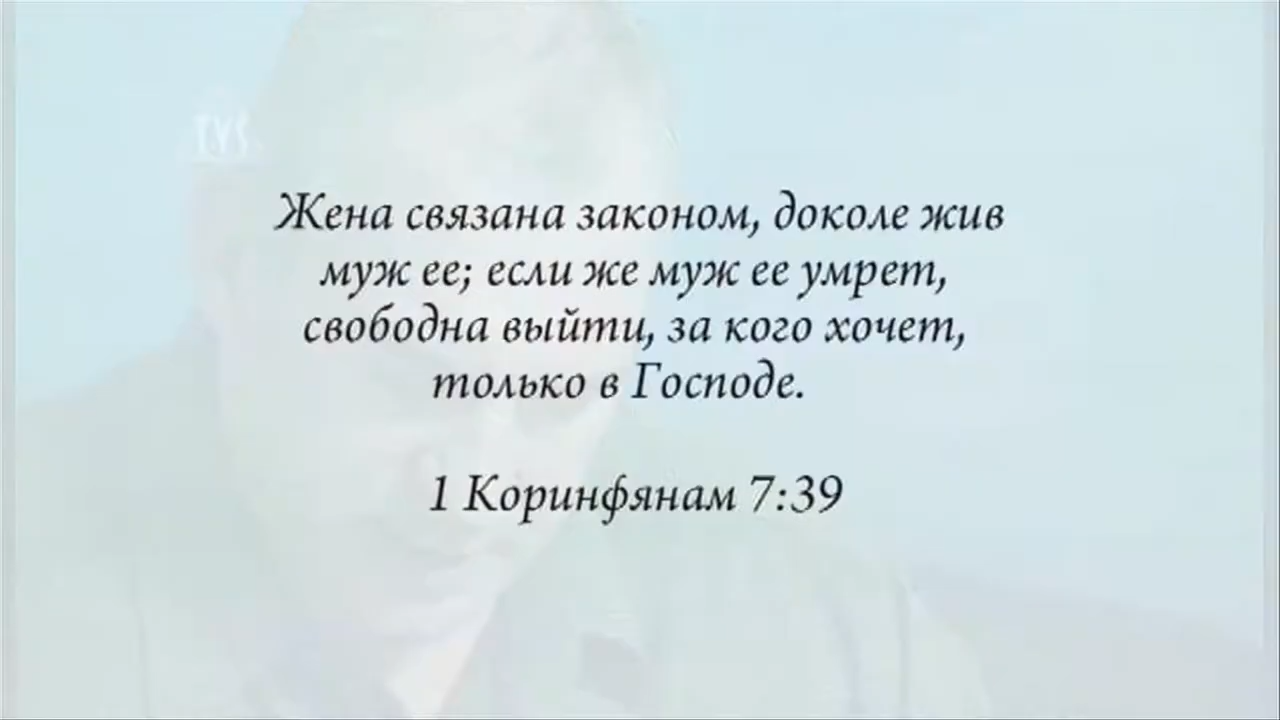 Жена связана законом, доколе жив
муж ее; если же муж ее умрет,
свободна выйти, за кого хочет,
только в Господе.
1 Коринфянам 7:39